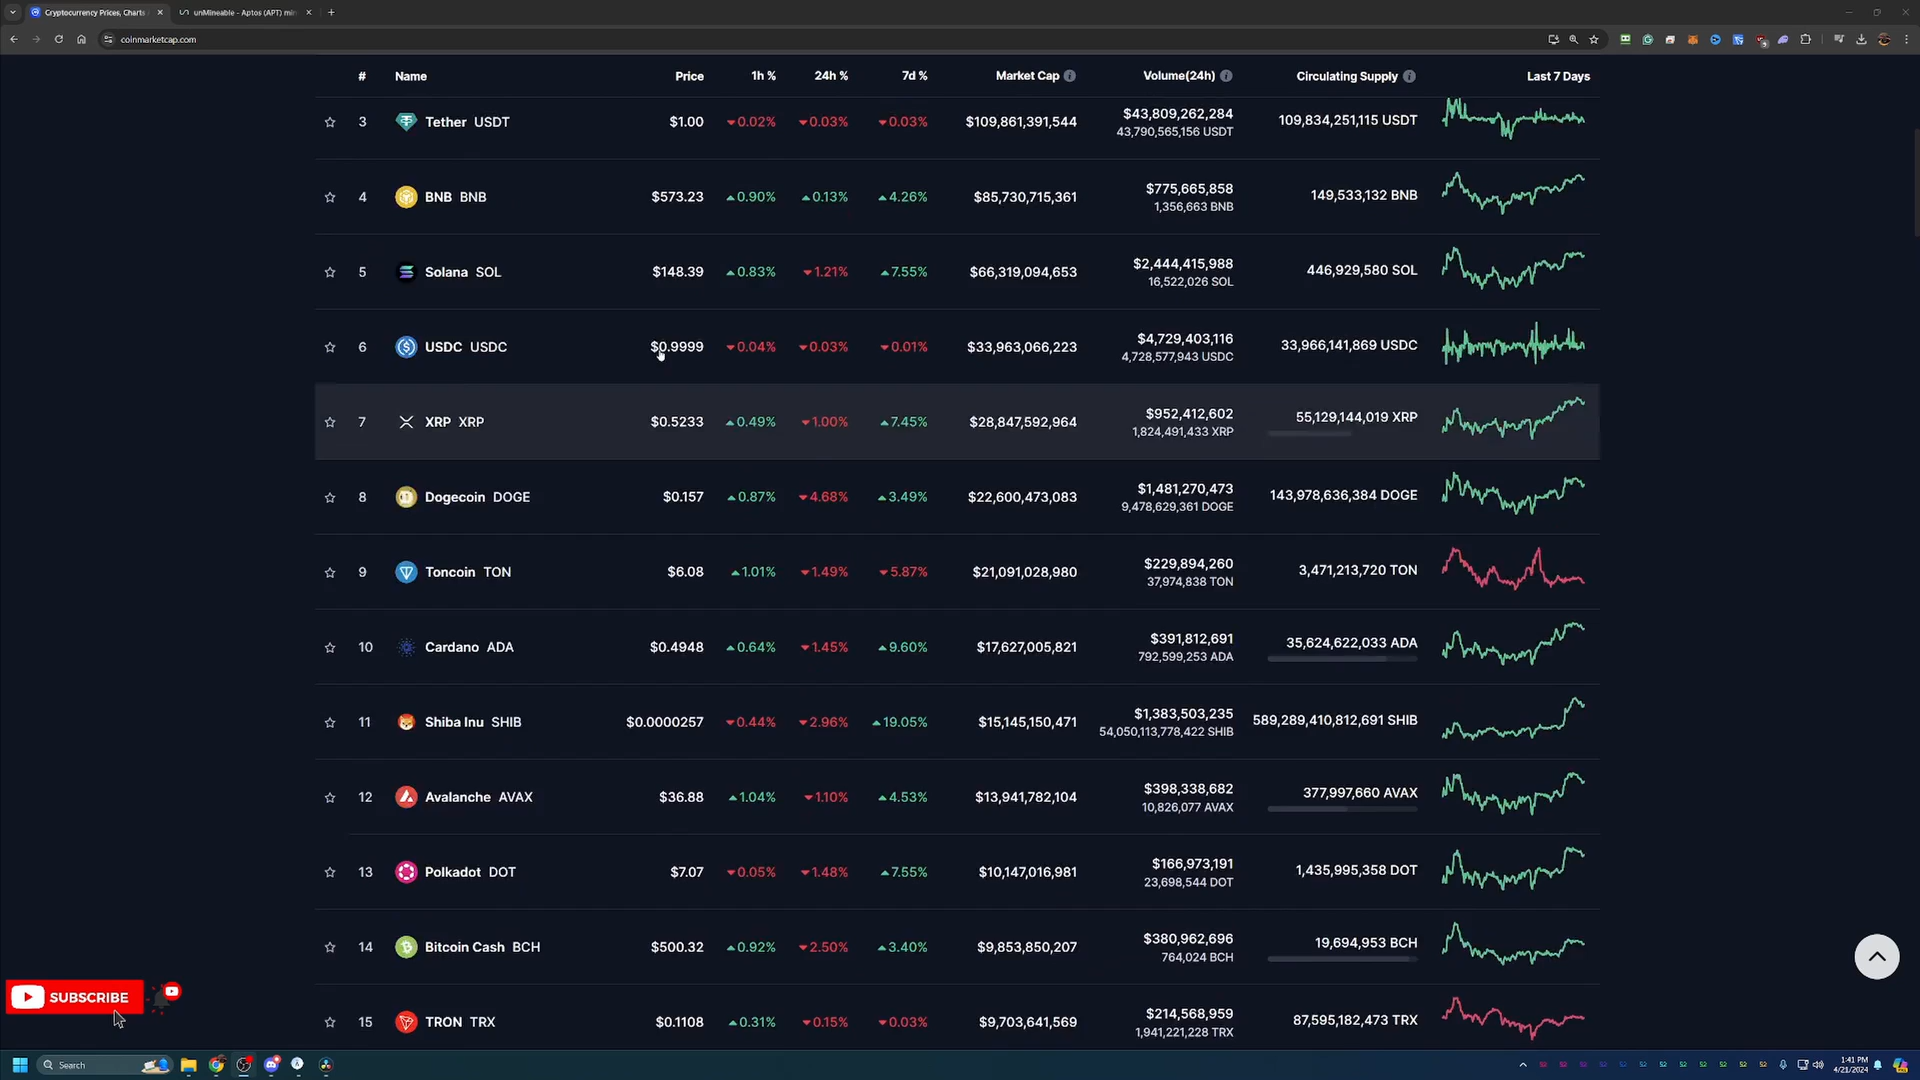 Cryptocurrency Prices, Charts
unMineable - Aptos (APT) min
coinmarketcap.com
# Name Price 1h % 24h % 7d % Market Cap Volume(24h) Circulating Supply Last 7 Days
3 Tether USDT $1.00 0.02% 0.03% 0.03% $109,861,391,544 $43,809,262,284 109,834,251,115 USDT
43,790,565,156 USDT
4 BNB BNB $573.23 0.90% 0.13% 4.26% $85,730,715,361 $775,665,858 149,533,132 BNB
1,356,663 BNB
5 Solana SOL $148.39 0.83% 1.21% 7.55% $66,319,094,653 $2,444,415,988 446,929,580 SOL
16,522,026 SOL
6 USDC USDC $0.9999 0.04% 0.03% 0.01% $33,963,066,223 $4,729,403,116 33,966,141,869 USDC
4,728,577,943 USDC
7 XRP XRP $0.5233 0.49% 1.00% 7.45% $28,847,592,964 $952,412,602 55,129,144,019 XRP
1,824,491,433 XRP
8 Dogecoin DOGE $0.157 0.87% 4.68% 3.49% $22,600,473,083 $1,481,270,473 143,978,636,384 DOGE
9,478,629,361 DOGE
9 Toncoin TON $6.08 1.01% 1.49% 5.87% $21,091,028,980 $229,894,260 3,471,213,720 TON
37,974,838 TON
10 Cardano ADA $0.4948 0.64% 1.45% 9.60% $17,627,005,821 $391,812,691 35,624,622,033 ADA
792,599,253 ADA
11 Shiba Inu SHIB $0.0000257 0.44% 2.96% 19.05% $15,145,150,471 $1,383,503,235 589,289,410,812,691 SHIB
54,050,113,778,422 SHIB
12 Avalanche AVAX $36.88 1.04% 1.10% 4.53% $13,941,782,104 $398,338,682 377,997,660 AVAX
10,826,077 AVAX
13 Polkadot DOT $7.07 0.05% 1.48% 7.55% $10,147,016,981 $166,973,191 1,435,995,358 DOT
23,698,544 DOT
14 Bitcoin Cash BCH $500.32 0.92% 2.50% 3.40% $9,853,850,207 $380,962,696 19,694,953 BCH
764,024 BCH
SUBSCRIBE
15 TRON TRX $0.1108 0.31% 0.15% 0.03% $9,703,641,569 $214,568,959 87,595,182,473 TRX
1,941,221,228 TRX
Search
1:41 PM
4/21/2024